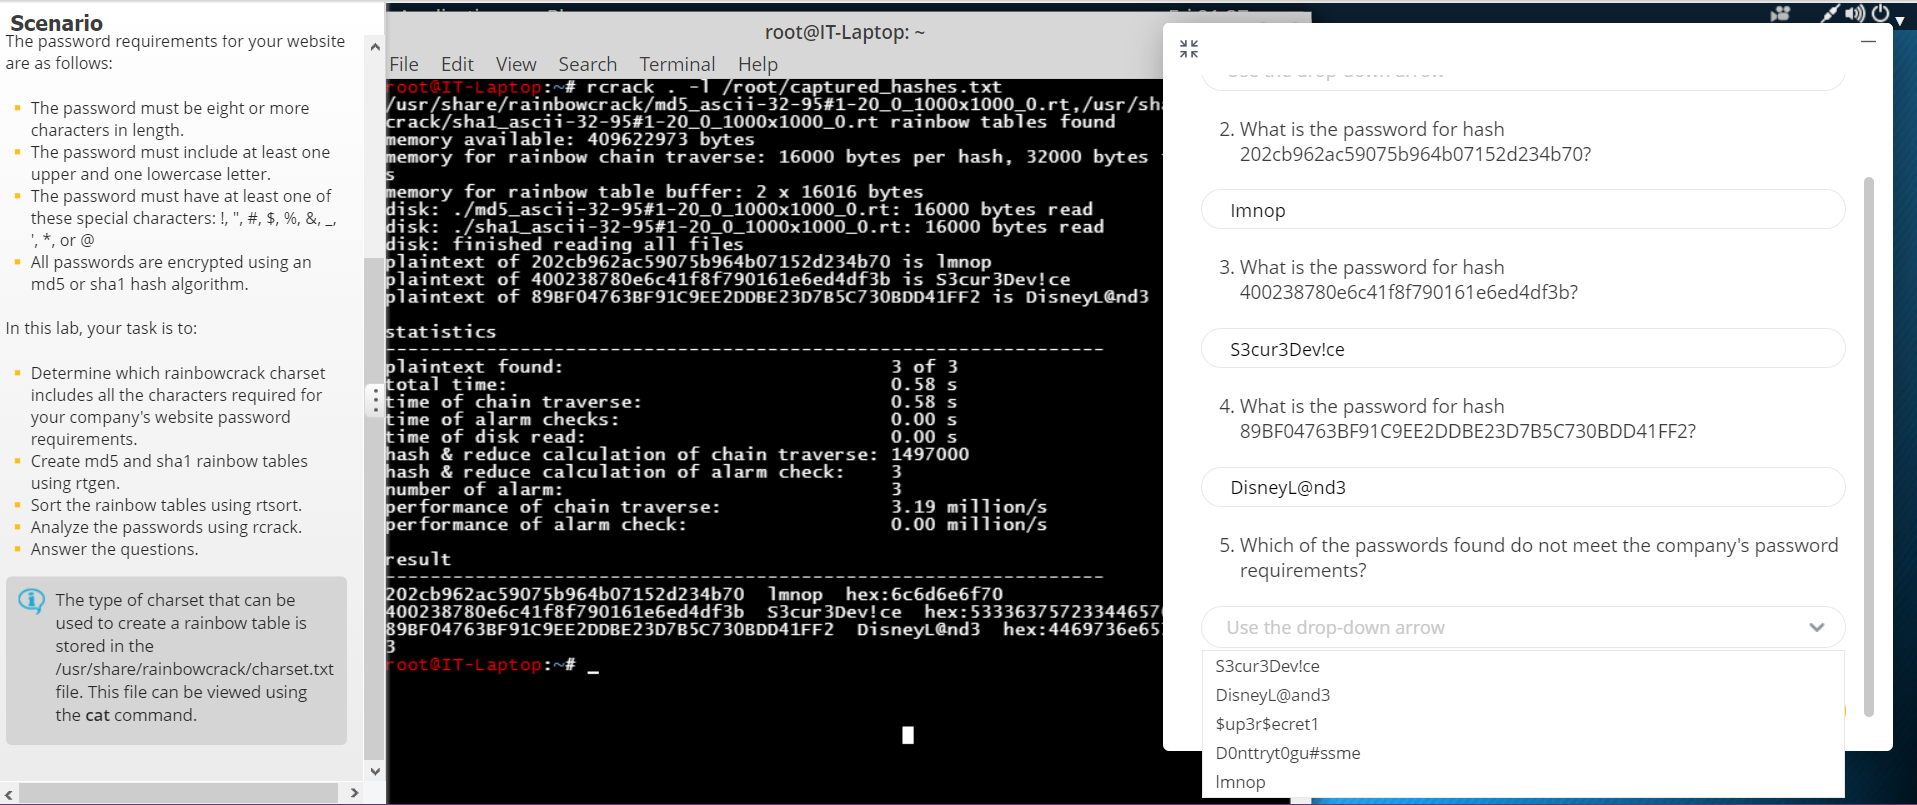 Scenario
The password requirements for your website
are as follows:
The password must be eight or more
characters in length.
The password must include at least one
upper and one lowercase letter.
The password must have at least one of
these special characters: !, ", #, $, %, &, _,
', *, or @
All passwords are encrypted using an
md5 or sha1 hash algorithm.
In this lab, your task is to:
Determine which rainbowcrack charset
includes all the characters required for
your company's website password
requirements.
Create md5 and sha1 rainbow tables
using rtgen.
Sort the rainbow tables using rtsort.
Analyze the passwords using rcrack.
Answer the questions.
The type of charset that can be
used to create a rainbow table is
stored in the
/usr/share/rainbowcrack/charset.txt
file. This file can be viewed using
the cat command.
root@IT-Laptop: ~
File Edit View Search Terminal Help
root@IT-Laptop:~# rcrack . -l /root/captured_hashes.txt
/usr/share/rainbowcrack/md5_ascii-32-95#1-20_0_1000x1000_0.rt,/usr/sha
crack/sha1_ascii-32-95#1-20_0_1000x1000_0.rt rainbow tables found
memory available: 409622973 bytes
memory for rainbow chain traverse: 16000 bytes per hash, 32000 bytes
s
memory for rainbow table buffer: 2 x 16016 bytes
disk: ./md5_ascii-32-95#1-20_0_1000x1000_0.rt: 16000 bytes read
disk: ./sha1_ascii-32-95#1-20_0_1000x1000_0.rt: 16000 bytes read
disk: finished reading all files
plaintext of 202cb962ac59075b964b07152d234b70 is lmnop
plaintext of 400238780e6c41f8f790161e6ed4df3b is S3cur3Dev!ce
plaintext of 89BF04763BF91C9EE2DDBE23D7B5C730BDD41FF2 is DisneyL@nd3
statistics
----------------------------------------------------------------
plaintext found: 3 of 3
total time: 0.58 s
time of chain traverse: 0.58 s
time of alarm checks: 0.00 s
time of disk read: 0.00 s
hash & reduce calculation of chain traverse: 1497000
hash & reduce calculation of alarm check: 3
number of alarm: 3
performance of chain traverse: 3.19 million/s
performance of alarm check: 0.00 million/s
result
----------------------------------------------------------------
202cb962ac59075b964b07152d234b70 lmnop hex:6c6d6e6f70
400238780e6c41f8f790161e6ed4df3b S3cur3Dev!ce hex:533363757233446576
89BF04763BF91C9EE2DDBE23D7B5C730BDD41FF2 DisneyL@nd3 hex:4469736e65
3
root@IT-Laptop:~# _
2. What is the password for hash
202cb962ac59075b964b07152d234b70?
lmnop
3. What is the password for hash
400238780e6c41f8f790161e6ed4df3b?
S3cur3Dev!ce
4. What is the password for hash
89BF04763BF91C9EE2DDBE23D7B5C730BDD41FF2?
DisneyL@nd3
5. Which of the passwords found do not meet the company's password
requirements?
Use the drop-down arrow
S3cur3Dev!ce
DisneyL@and3
$up3r$ecret1
D0nttryt0gu#ssme
lmnop